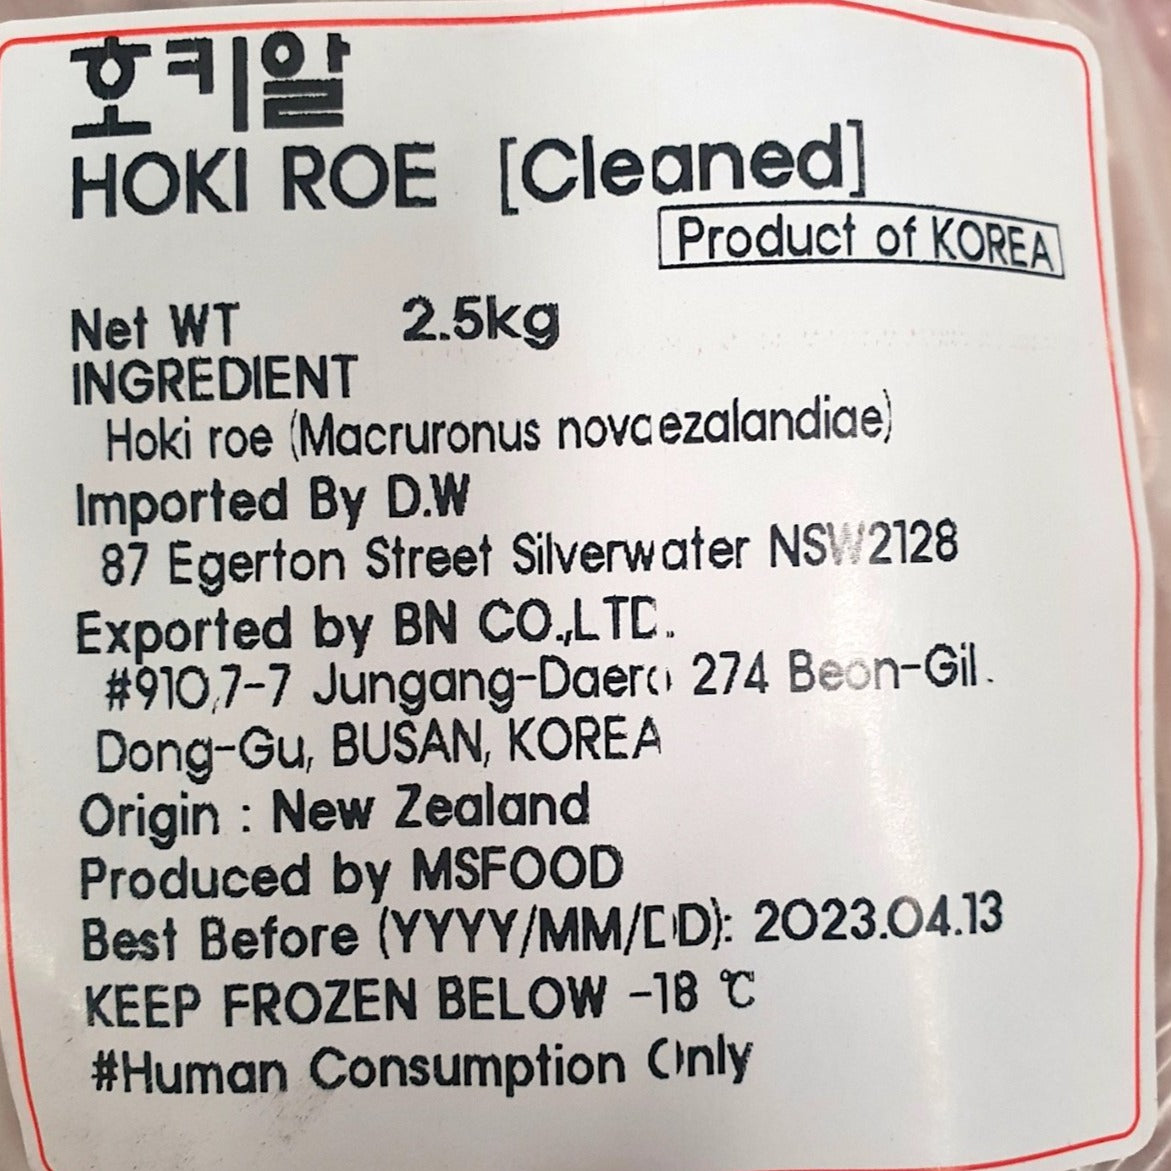 호키알
HOKI ROE [Cleaned]
Product of KOREA
Net WT 2.5kg
INGREDIENT
Hoki roe (Macruronus novaezalandiae)
Imported By D.W
87 Egerton Street Silverwater NSW2128
Exported by BN CO.,LTD.
#910,7-7 Jungang-Daero 274 Beon-Gil.
Dong-Gu, BUSAN, KOREA
Origin : New Zealand
Produced by MSFOOD
Best Before (YYYY/MM/DD): 2023.04.13
KEEP FROZEN BELOW -18 ℃
#Human Consumption Only